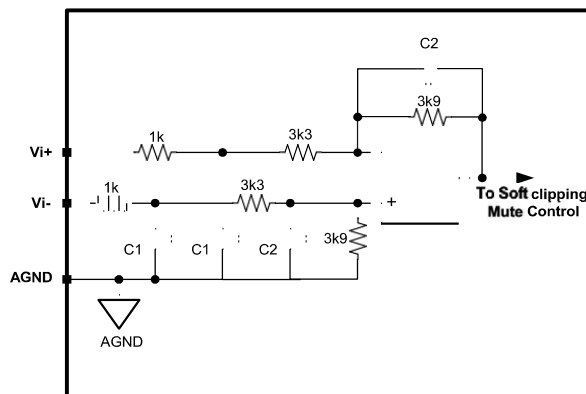 C2
3k9
1k
3k3
Vi+
1k
3k3
Vi-
+
To Soft clipping
Mute Control
C1
C1
C2
3k9
AGND
AGND